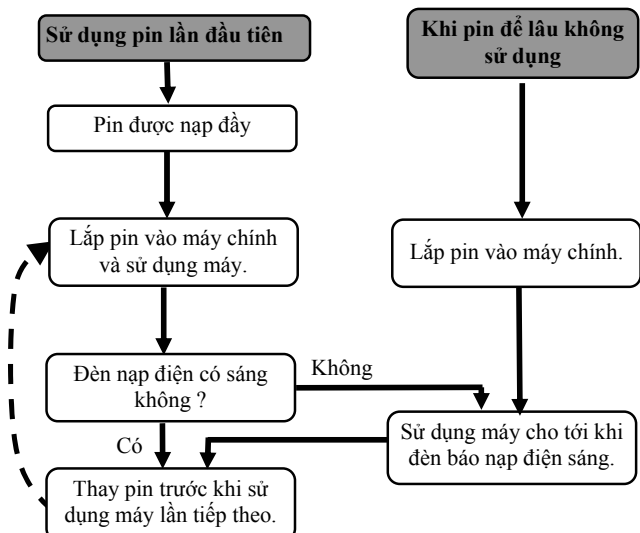 Sử dụng pin lần đầu tiên
Khi pin để lâu không
sử dụng
Pin được nạp đầy
Lắp pin vào máy chính
và sử dụng máy.
Lắp pin vào máy chính.
Đèn nạp điện có sáng
không ?
Không
Có
Sử dụng máy cho tới khi
đèn báo nạp điện sáng.
Thay pin trước khi sử
dụng máy lần tiếp theo.